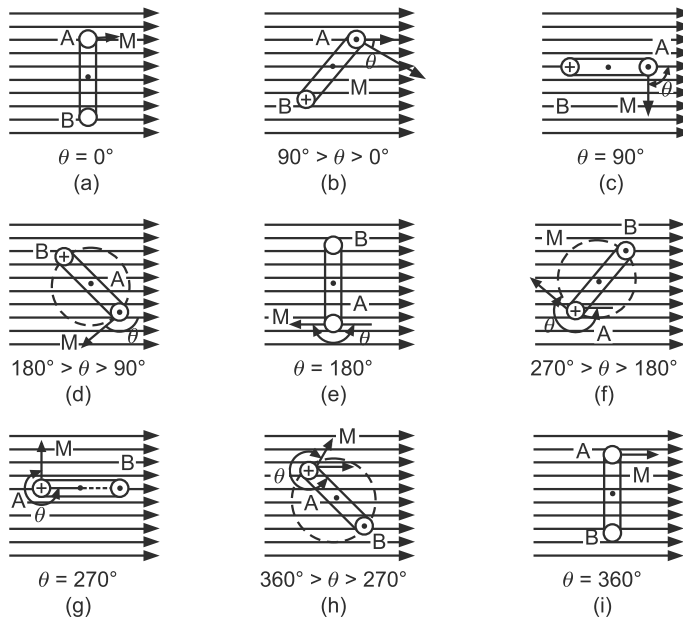 A M
B
θ = 0°
(a)
A
θ
M
B
90° > θ > 0°
(b)
A
θ
B M
θ = 90°
(c)
B
A
M θ
180° > θ > 90°
(d)
B
A
M
θ
θ = 180°
(e)
B
M
θ
A
270° > θ > 180°
(f)
M
B
A
θ
θ = 270°
(g)
M
θ
A
B
360° > θ > 270°
(h)
A
M
B
θ = 360°
(i)